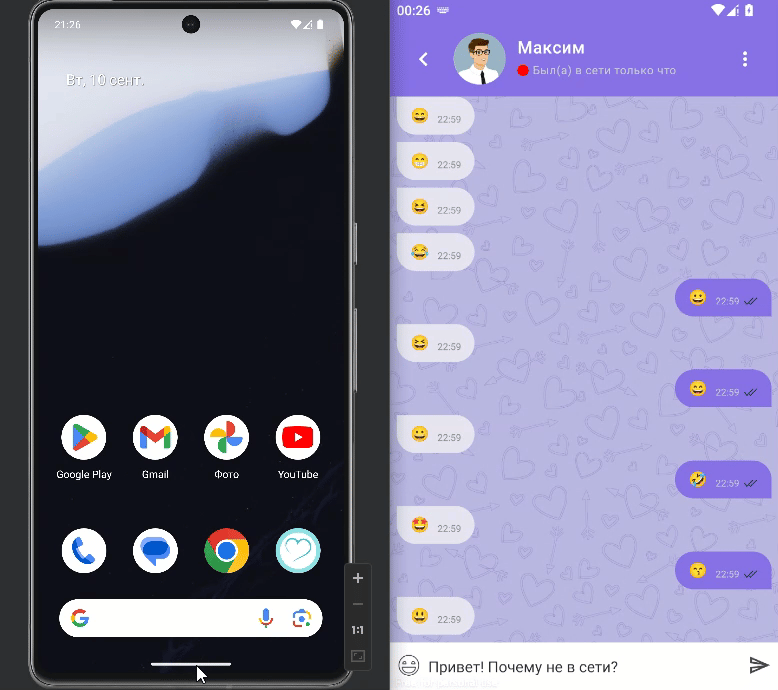 21:26
Вт, 10 сент.
Google Play
Gmail
Фото
YouTube
1:1
00:26
Максим
Был(а) в сети только что
22:59
22:59
22:59
22:59
22:59
22:59
22:59
22:59
22:59
22:59
22:59
22:59
Привет! Почему не в сети?